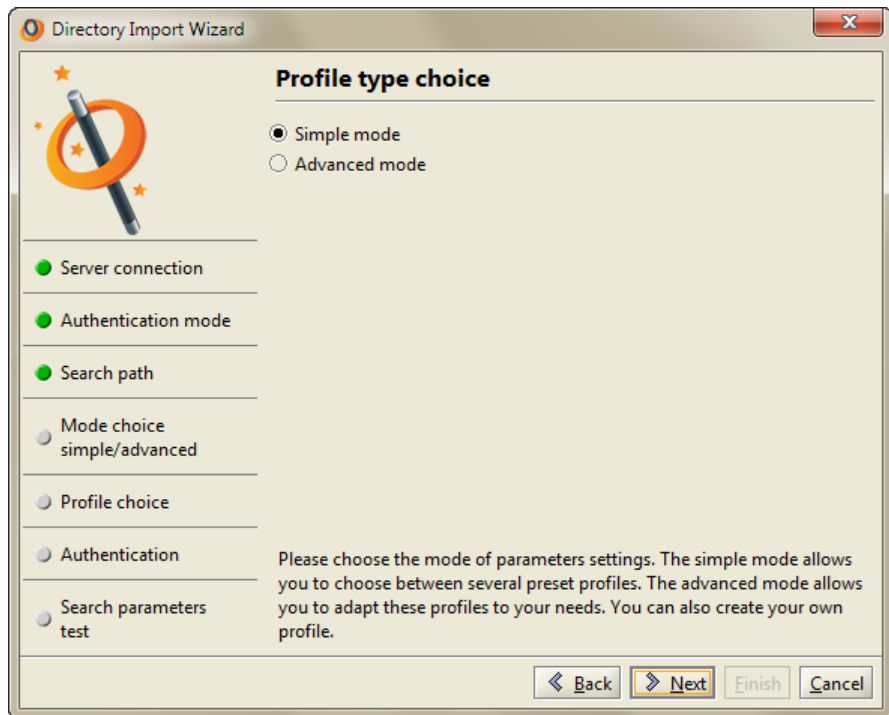 Directory Import Wizard
Profile type choice
Simple mode
Advanced mode
Server connection
Authentication mode
Search path
Mode choice
simple/advanced
Profile choice
Authentication
Search parameters
test
Please choose the mode of parameters settings. The simple mode allows
you to choose between several preset profiles. The advanced mode allows
you to adapt these profiles to your needs. You can also create your own
profile.
Back
Next
Finish
Cancel